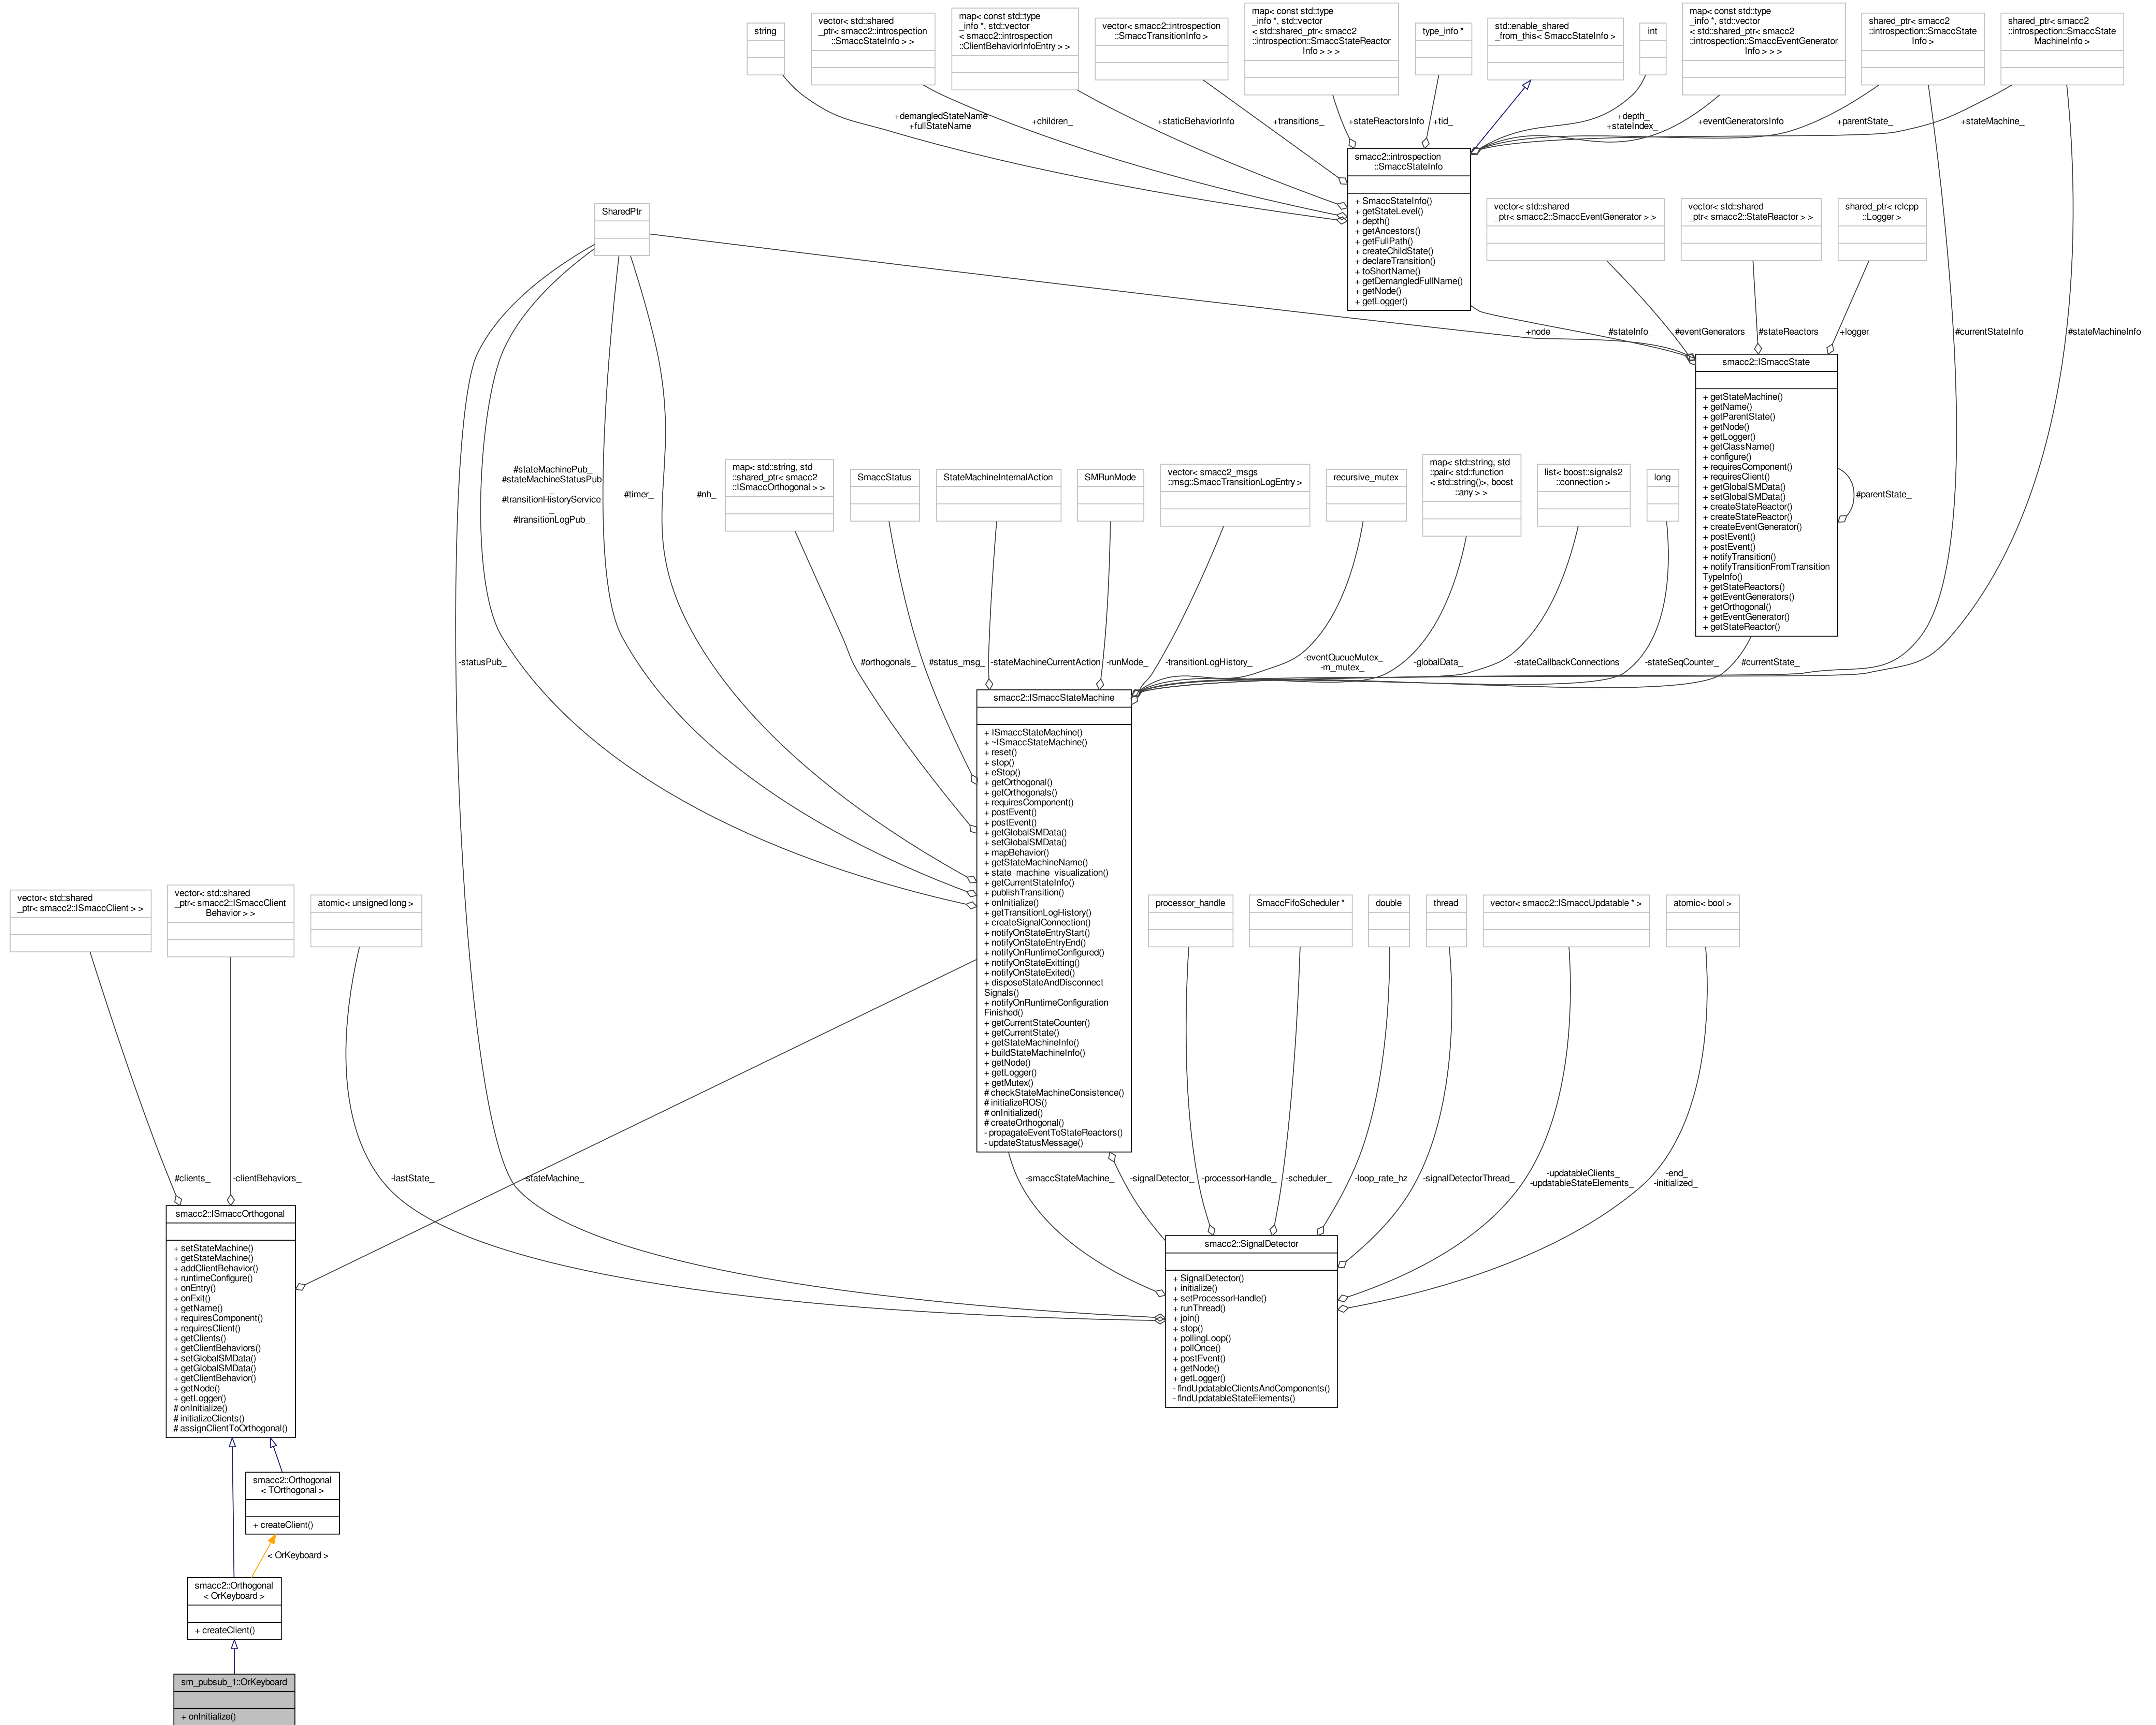 string
vector< std::shared
_ptr< smacc2::introspection
::SmaccStateInfo > >
map< const std::type
_info *, std::vector
< smacc2::introspection
::ClientBehaviorInfoEntry > >
vector< smacc2::introspection
::SmaccTransitionInfo >
map< const std::type
_info *, std::vector
< std::shared_ptr< smacc2
::introspection::SmaccStateReactor
Info > > >
type_info *
std::enable_shared
_from_this< SmaccStateInfo >
int
map< const std::type
_info *, std::vector
< std::shared_ptr< smacc2
::introspection::SmaccEventGenerator
Info > > >
shared_ptr< smacc2
::introspection::SmaccState
Info >
shared_ptr< smacc2
::introspection::SmaccState
MachineInfo >
+demangledStateName
+fullStateName
+children_
+staticBehaviorInfo
+transitions_
+stateReactorsInfo
+tid_
+depth_
+stateIndex_
+eventGeneratorsInfo
+parentState_
+stateMachine_
smacc2::introspection
::SmaccStateInfo
+ SmaccStateInfo()
+ getStateLevel()
+ depth()
+ getAncestors()
+ getFullPath()
+ createChildState()
+ declareTransition()
+ toShortName()
+ getDemangledFullName()
+ getNode()
+ getLogger()
SharedPtr
vector< std::shared
_ptr< smacc2::SmaccEventGenerator > >
vector< std::shared
_ptr< smacc2::StateReactor > >
shared_ptr< rclcpp
::Logger >
+node_
#stateInfo_
#eventGenerators_
#stateReactors_
+logger_
#currentStateInfo_
#stateMachineInfo_
smacc2::ISmaccState
+ getStateMachine()
+ getName()
+ getParentState()
+ getNode()
+ getLogger()
+ getClassName()
+ configure()
+ requiresComponent()
+ requiresClient()
+ getGlobalSMData()
+ setGlobalSMData()
+ createStateReactor()
+ createStateReactor()
+ createEventGenerator()
+ postEvent()
+ postEvent()
+ notifyTransition()
+ notifyTransitionFromTransition
TypeInfo()
+ getStateReactors()
+ getEventGenerators()
+ getOrthogonal()
+ getEventGenerator()
+ getStateReactor()
#parentState_
#stateMachinePub_
#stateMachineStatusPub
_
#transitionHistoryService
_
#transitionLogPub_
#timer_
#nh_
map< std::string, std
::shared_ptr< smacc2
::ISmaccOrthogonal > >
SmaccStatus
StateMachineInternalAction
SMRunMode
vector< smacc2_msgs
::msg::SmaccTransitionLogEntry >
recursive_mutex
map< std::string, std
::pair< std::function
< std::string()>, boost
::any > >
list< boost::signals2
::connection >
long
-statusPub_
#orthogonals_
#status_msg_
-stateMachineCurrentAction
-runMode_
-transitionLogHistory_
-eventQueueMutex_
-m_mutex_
-globalData_
-stateCallbackConnections
-stateSeqCounter_
#currentState_
smacc2::ISmaccStateMachine
+ ISmaccStateMachine()
+ ~ISmaccStateMachine()
+ reset()
+ stop()
+ eStop()
+ getOrthogonal()
+ getOrthogonals()
+ requiresComponent()
+ postEvent()
+ postEvent()
+ getGlobalSMData()
+ setGlobalSMData()
+ mapBehavior()
+ getStateMachineName()
+ state_machine_visualization()
+ getCurrentStateInfo()
+ publishTransition()
+ onInitialize()
+ getTransitionLogHistory()
+ createSignalConnection()
+ notifyOnStateEntryStart()
+ notifyOnStateEntryEnd()
+ notifyOnRuntimeConfigured()
+ notifyOnStateExitting()
+ notifyOnStateExited()
+ disposeStateAndDisconnect
Signals()
+ notifyOnRuntimeConfiguration
Finished()
+ getCurrentStateCounter()
+ getCurrentState()
+ getStateMachineInfo()
+ buildStateMachineInfo()
+ getNode()
+ getLogger()
+ getMutex()
# checkStateMachineConsistence()
# initializeROS()
# onInitialized()
# createOrthogonal()
- propagateEventToStateReactors()
- updateStatusMessage()
vector< std::shared
_ptr< smacc2::ISmaccClient > >
vector< std::shared
_ptr< smacc2::ISmaccClient
Behavior > >
atomic< unsigned long >
processor_handle
SmaccFifoScheduler *
double
thread
vector< smacc2::ISmaccUpdatable * >
atomic< bool >
#clients_
-clientBehaviors_
-lastState_
-stateMachine_
-smaccStateMachine_
-signalDetector_
-processorHandle_
-scheduler_
-loop_rate_hz
-signalDetectorThread_
-updatableClients_
-updatableStateElements_
-end_
-initialized_
smacc2::ISmaccOrthogonal
+ setStateMachine()
+ getStateMachine()
+ addClientBehavior()
+ runtimeConfigure()
+ onEntry()
+ onExit()
+ getName()
+ requiresComponent()
+ requiresClient()
+ getClients()
+ getClientBehaviors()
+ setGlobalSMData()
+ getGlobalSMData()
+ getClientBehavior()
+ getNode()
+ getLogger()
# onInitialize()
# initializeClients()
# assignClientToOrthogonal()
smacc2::SignalDetector
+ SignalDetector()
+ initialize()
+ setProcessorHandle()
+ runThread()
+ join()
+ stop()
+ pollingLoop()
+ pollOnce()
+ postEvent()
+ getNode()
+ getLogger()
- findUpdatableClientsAndComponents()
- findUpdatableStateElements()
smacc2::Orthogonal
< TOrthogonal >
+ createClient()
< OrKeyboard >
smacc2::Orthogonal
< OrKeyboard >
+ createClient()
sm_pubsub_1::OrKeyboard
+ onInitialize()